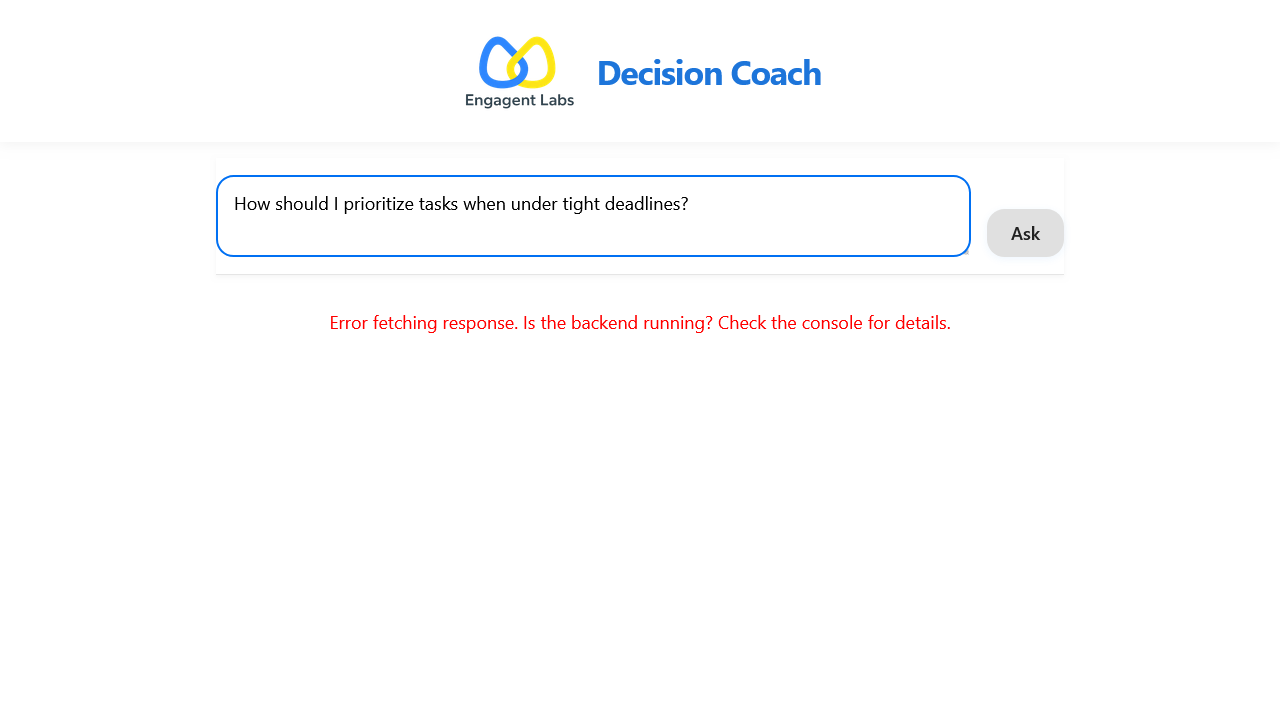 Engagent Labs
Decision Coach
How should I prioritize tasks when under tight deadlines?
Ask
Error fetching response. Is the backend running? Check the console for details.